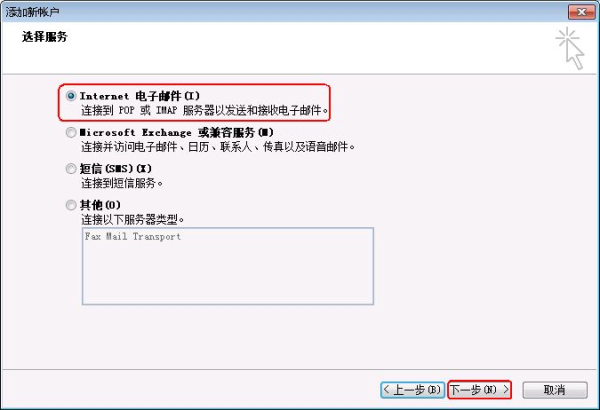 添加新帐户
选择服务
Internet 电子邮件(I)
连接到 POP 或 IMAP 服务器以发送和接收电子邮件。
Microsoft Exchange 或兼容服务(M)
连接并访问电子邮件、日历、联系人、传真以及语音邮件。
短信(SMS)(X)
连接到短信服务。
其他(O)
连接以下服务器类型。
Fax Mail Transport
< 上一步(B) 下一步(N) > 取消